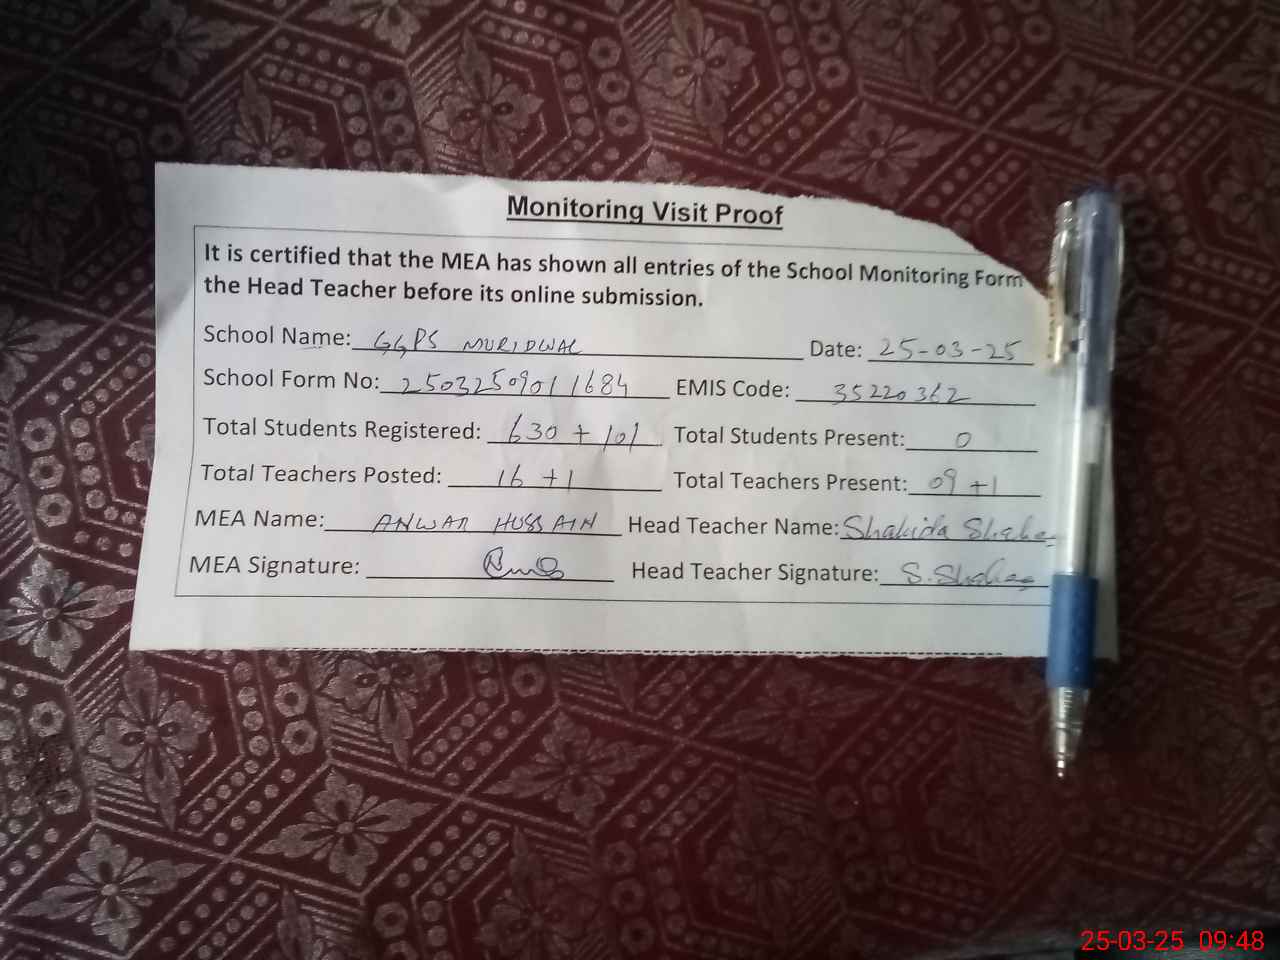 Monitoring Visit Proof
It is certified that the MEA has shown all entries of the School Monitoring Form
the Head Teacher before its online submission.
School Name: GGPS MURIDWAL Date: 25-03-25
School Form No: 25032509011684 EMIS Code: 35220362
Total Students Registered: 630 + 101 Total Students Present: 0
Total Teachers Posted: 16 +1 Total Teachers Present: 09 +1
MEA Name: ANWAR HUSSAIN Head Teacher Name: Shahida
MEA Signature: Head Teacher Signature:
25-03-25 09:48